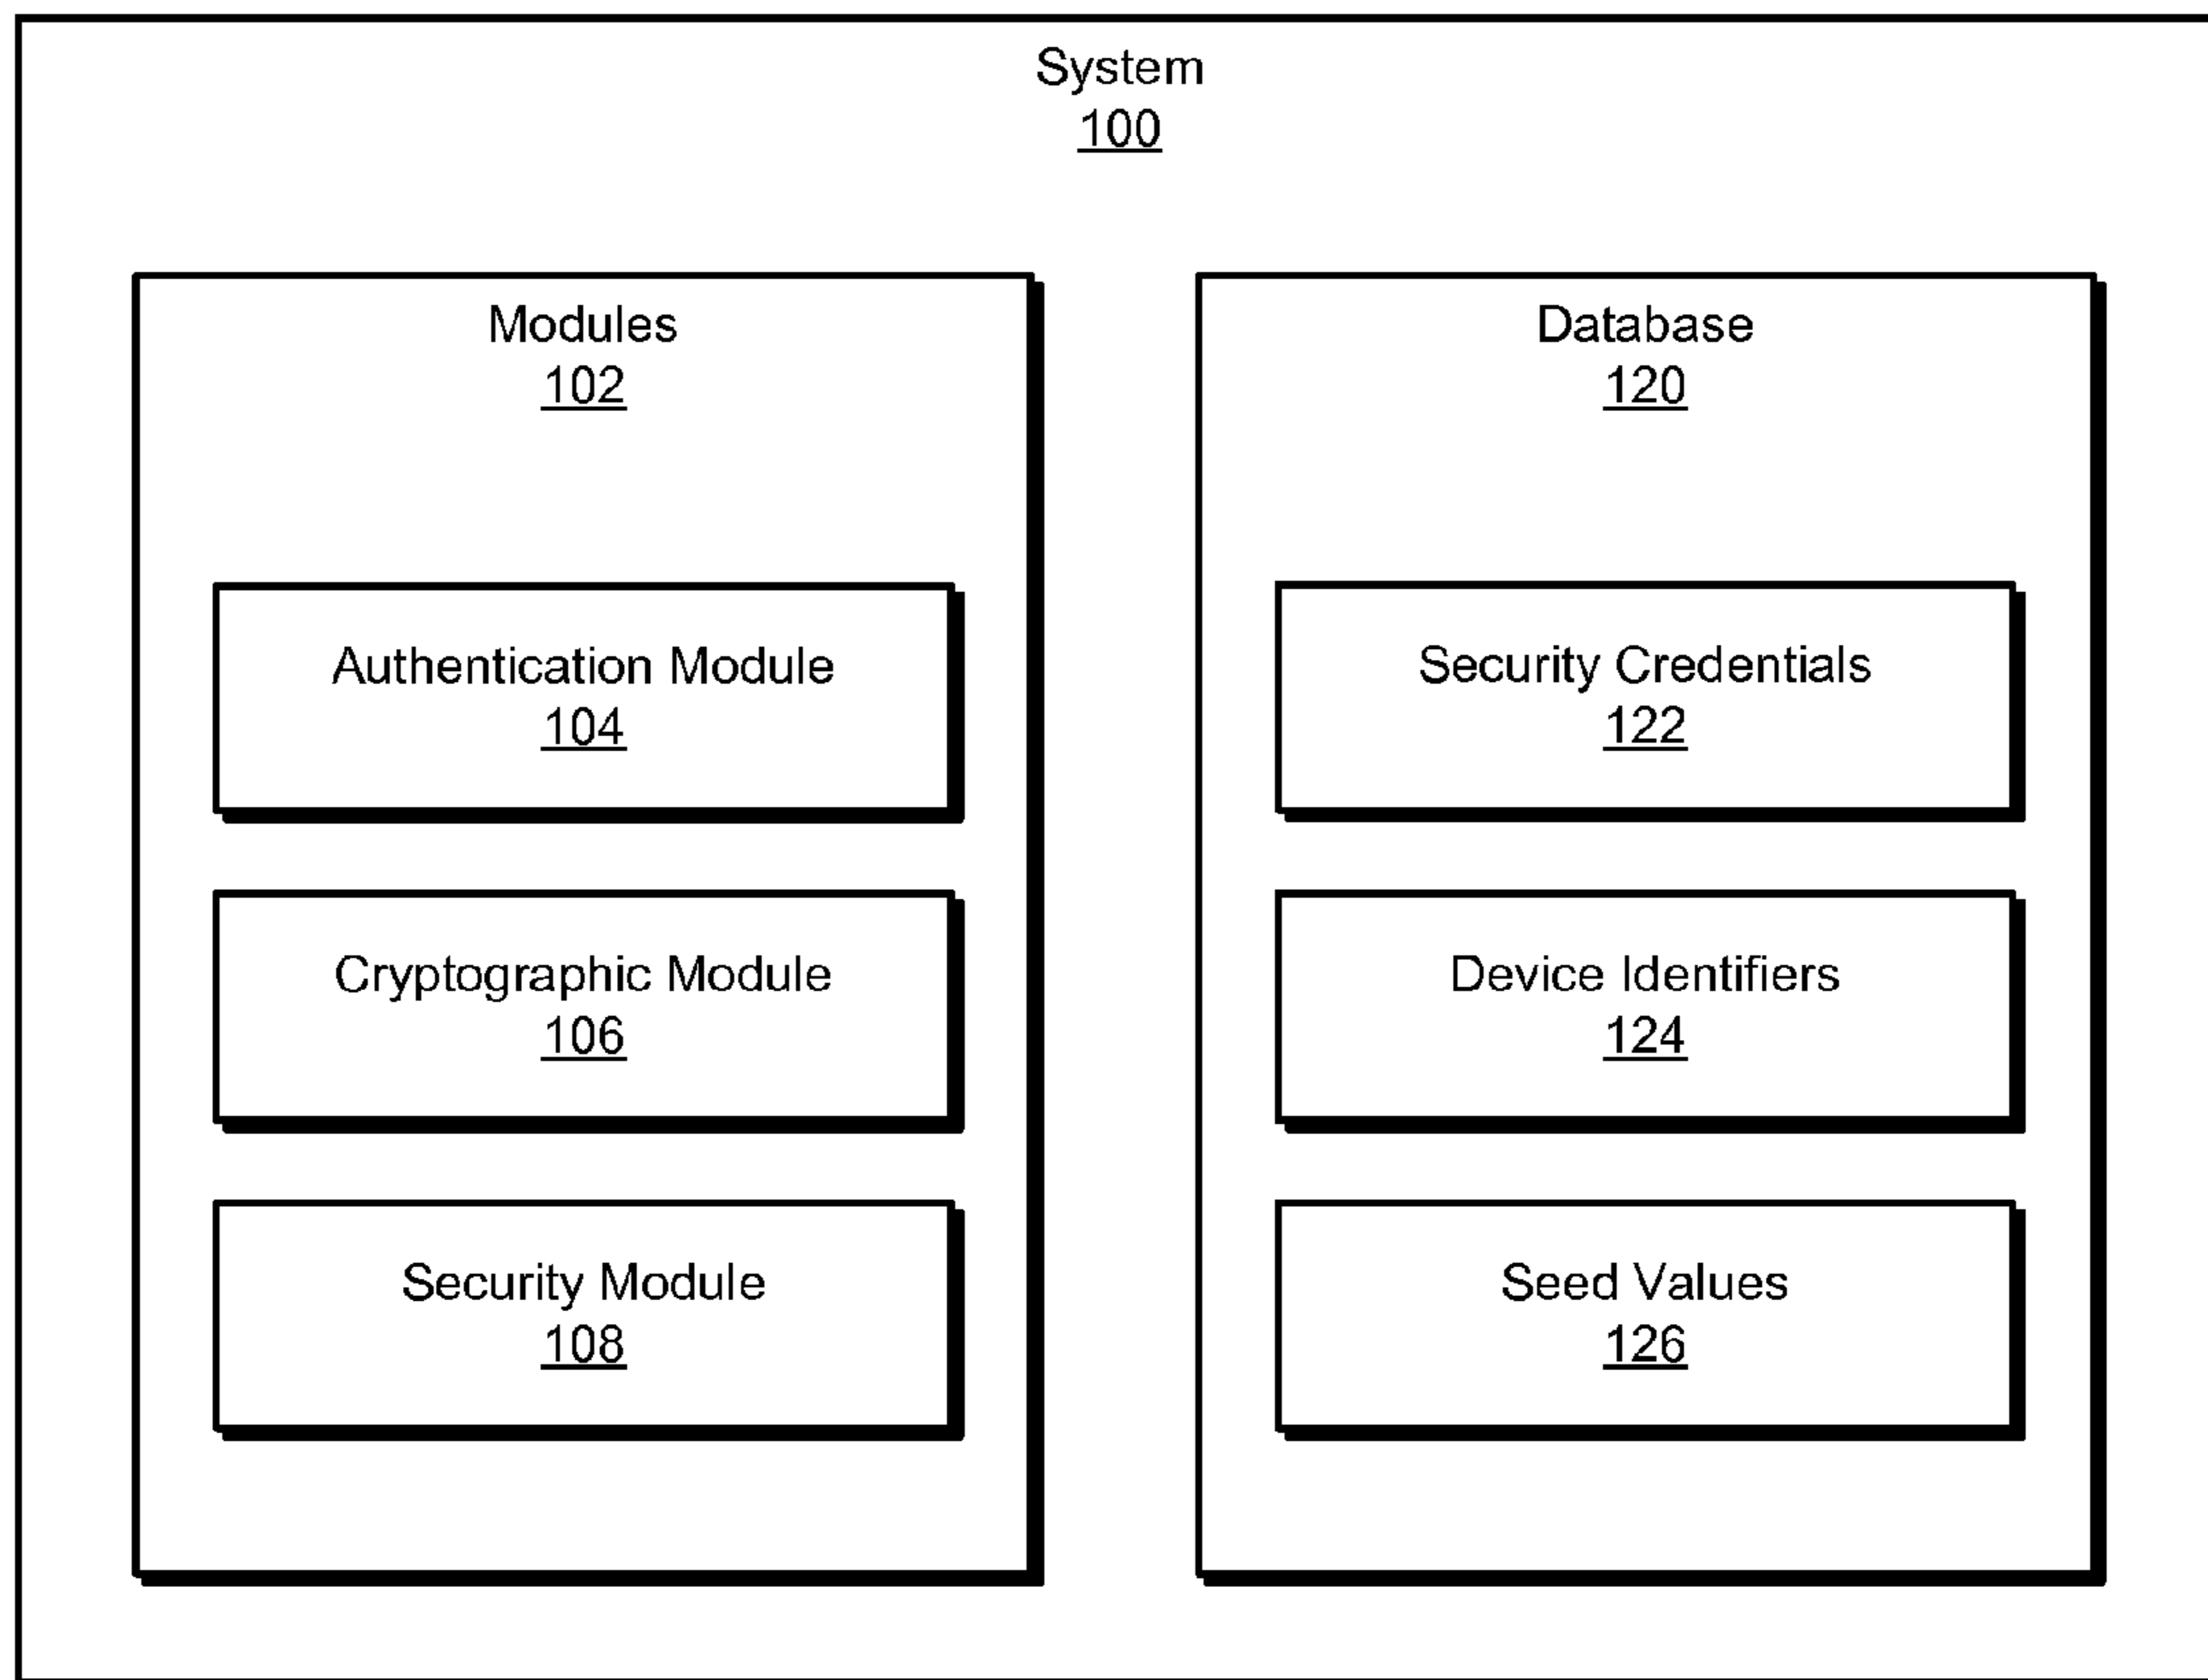 System
100
Modules
102
Authentication Module
104
Cryptographic Module
106
Security Module
108
Database
120
Security Credentials
122
Device Identifiers
124
Seed Values
126